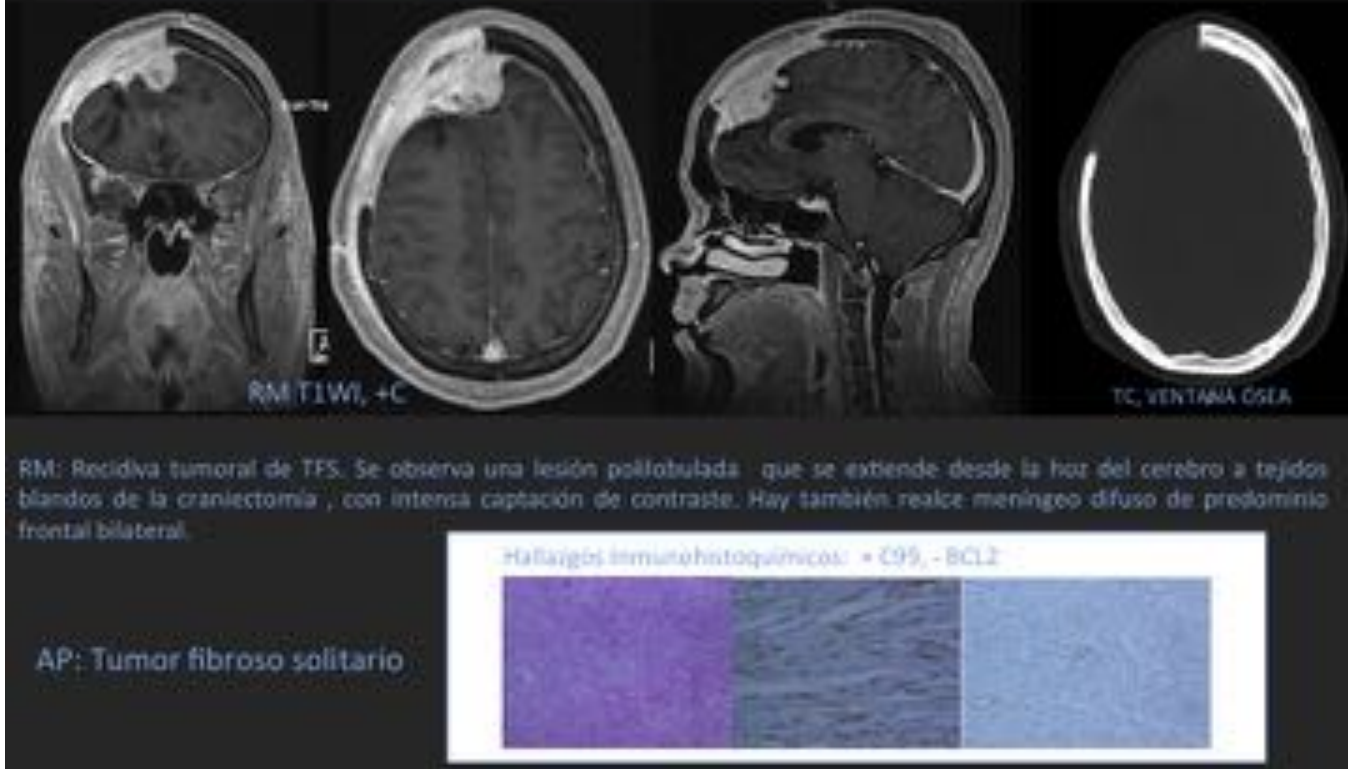 RM T1WI, +C
TC, VENTANA ÓSEA
RM: Recidiva tumoral de TFS. Se observa una lesión polilobulada que se extiende desde la hoz del cerebro a tejidos
blandos de la craniectomía , con intensa captación de contraste. Hay también realce meníngeo difuso de predominio
frontal bilateral.
Hallazgos inmunohistoquímicos: + C99, - BCL2
AP: Tumor fibroso solitario